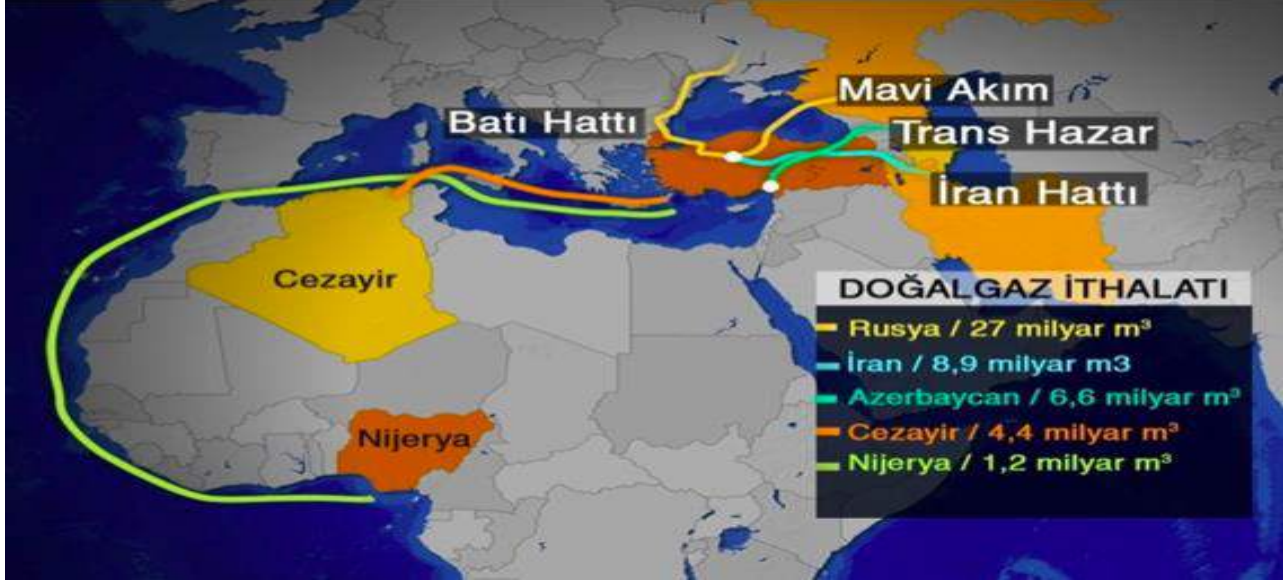 Mavi Akım
Batı Hattı
Trans Hazar
İran Hattı
Cezayir
Nijerya
DOĞALGAZ İTHALATI
Rusya / 27 milyar m³
İran / 8,9 milyar m3
Azerbaycan / 6,6 milyar m³
Cezayir / 4,4 milyar m³
Nijerya / 1,2 milyar m³